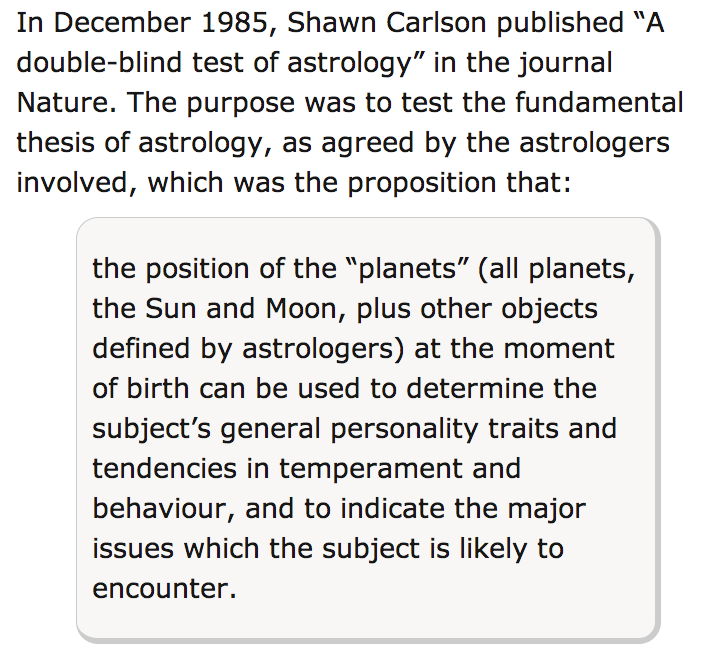 In December 1985, Shawn Carlson published “A
double-blind test of astrology” in the journal
Nature. The purpose was to test the fundamental
thesis of astrology, as agreed by the astrologers
involved, which was the proposition that:
the position of the “planets” (all planets,
the Sun and Moon, plus other objects
defined by astrologers) at the moment
of birth can be used to determine the
subject’s general personality traits and
tendencies in temperament and
behaviour, and to indicate the major
issues which the subject is likely to
encounter.